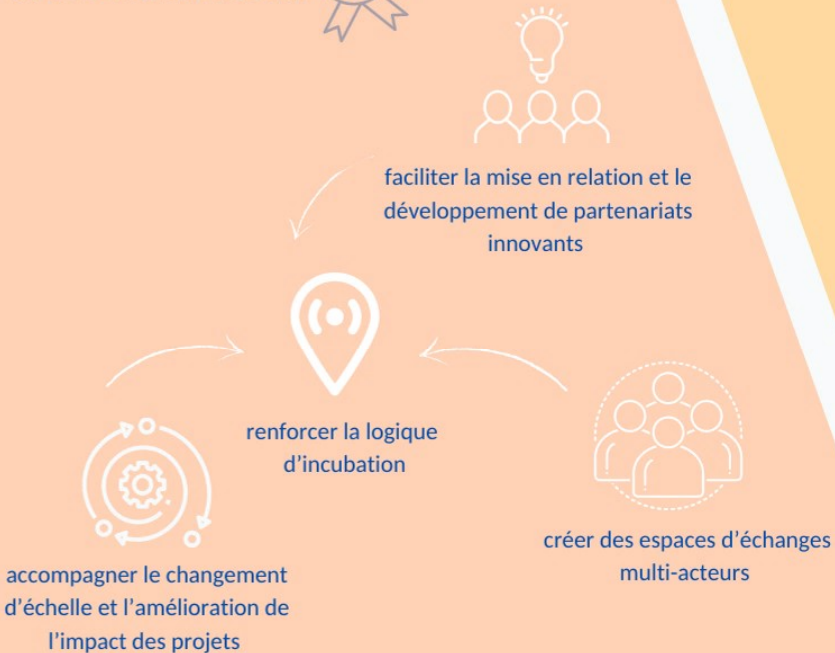 faciliter la mise en relation et le
développement de partenariats
innovants
renforcer la logique
d'incubation
créer des espaces d'échanges
multi-acteurs
accompagner le changement
d'échelle et l'amélioration de
l'impact des projets